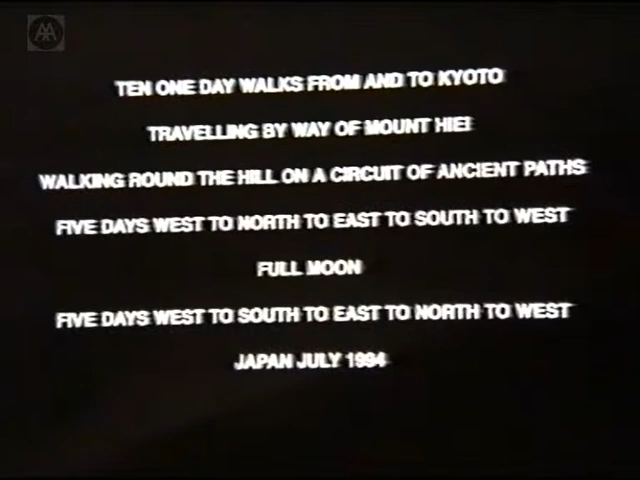 AA
TEN ONE DAY WALKS FROM AND TO KYOTO
TRAVELLING BY WAY OF MOUNT HIEI
WALKING ROUND THE HILL ON A CIRCUIT OF ANCIENT PATHS
FIVE DAYS WEST TO NORTH TO EAST TO SOUTH TO WEST
FULL MOON
FIVE DAYS WEST TO SOUTH TO EAST TO NORTH TO WEST
JAPAN JULY 1994